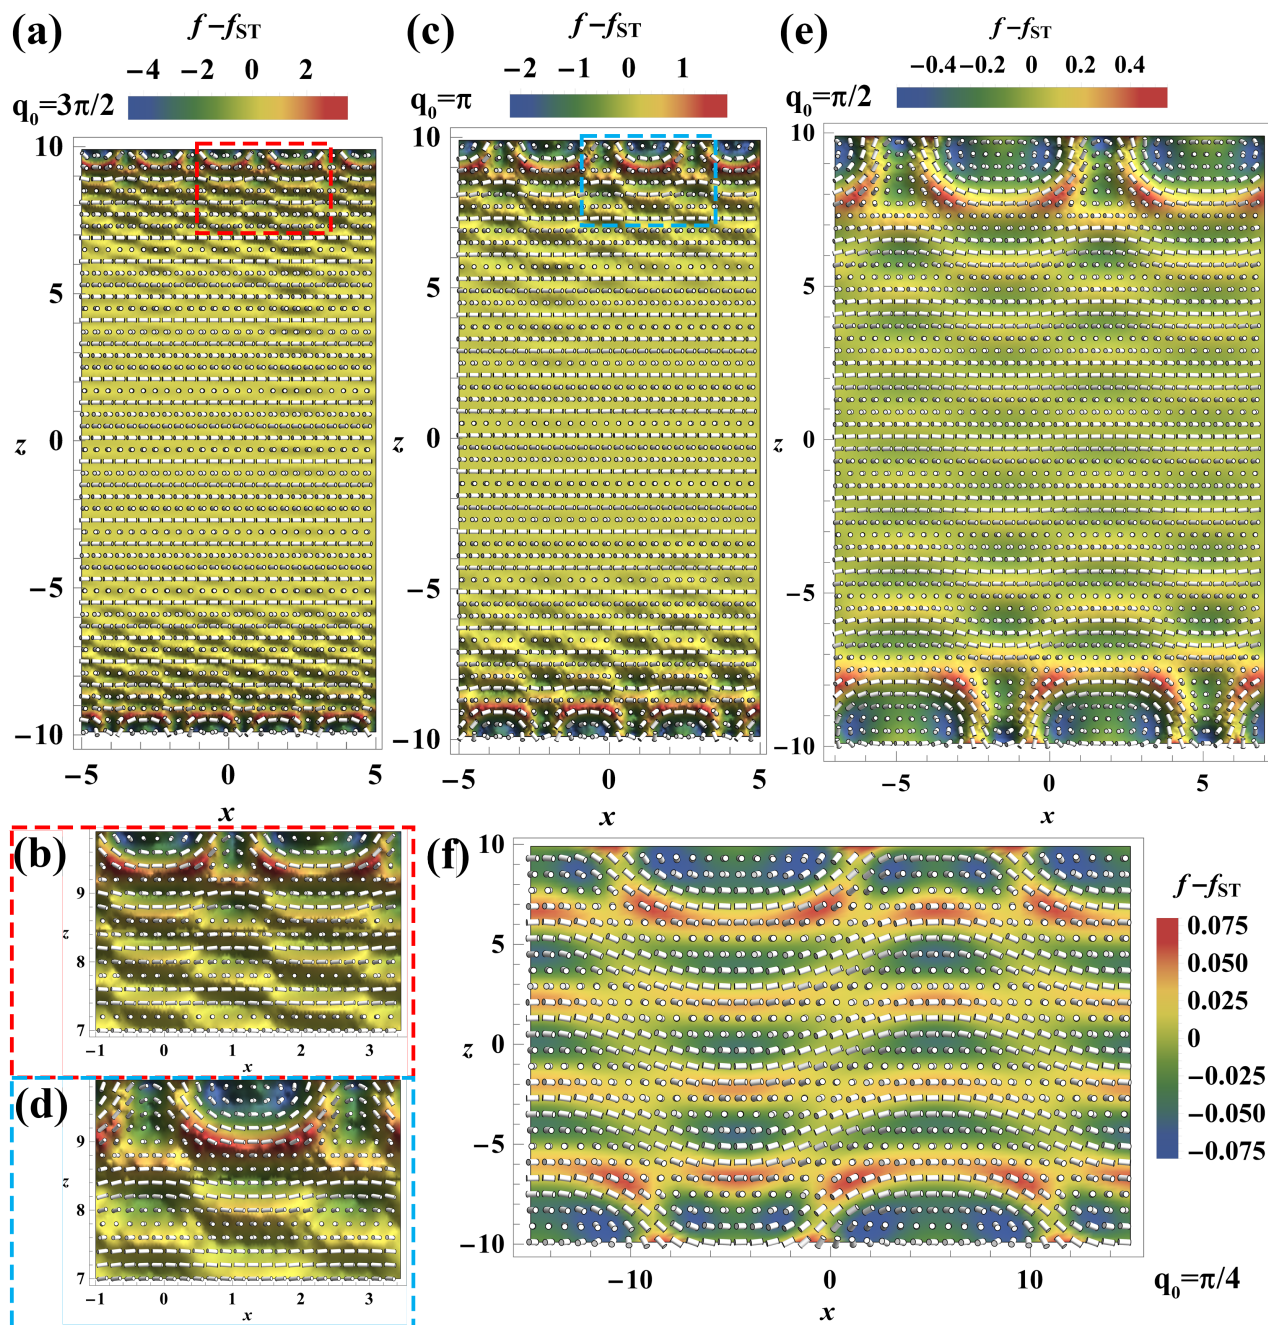 (a)
f−fST
−4 −2 0 2
q0=3π/2
10
5
z 0
−5
−10
−5 0 5
x
(c)
f−fST
−2 −1 0 1
q0=π
10
5
z 0
−5
−10
−5 0 5
x
(e)
f−fST
−0.4 −0.2 0 0.2 0.4
q0=π/2
10
5
z 0
−5
−10
−5 0 5
x
(b)
9
z
8
7
−1 0 1 2 3
x
(d)
9
z
8
7
−1 0 1 2 3
x
(f)
10
5
z 0
−5
−10
−10 0 10
x
f−fST
0.075
0.050
0.025
0
−0.025
−0.050
−0.075
q0=π/4